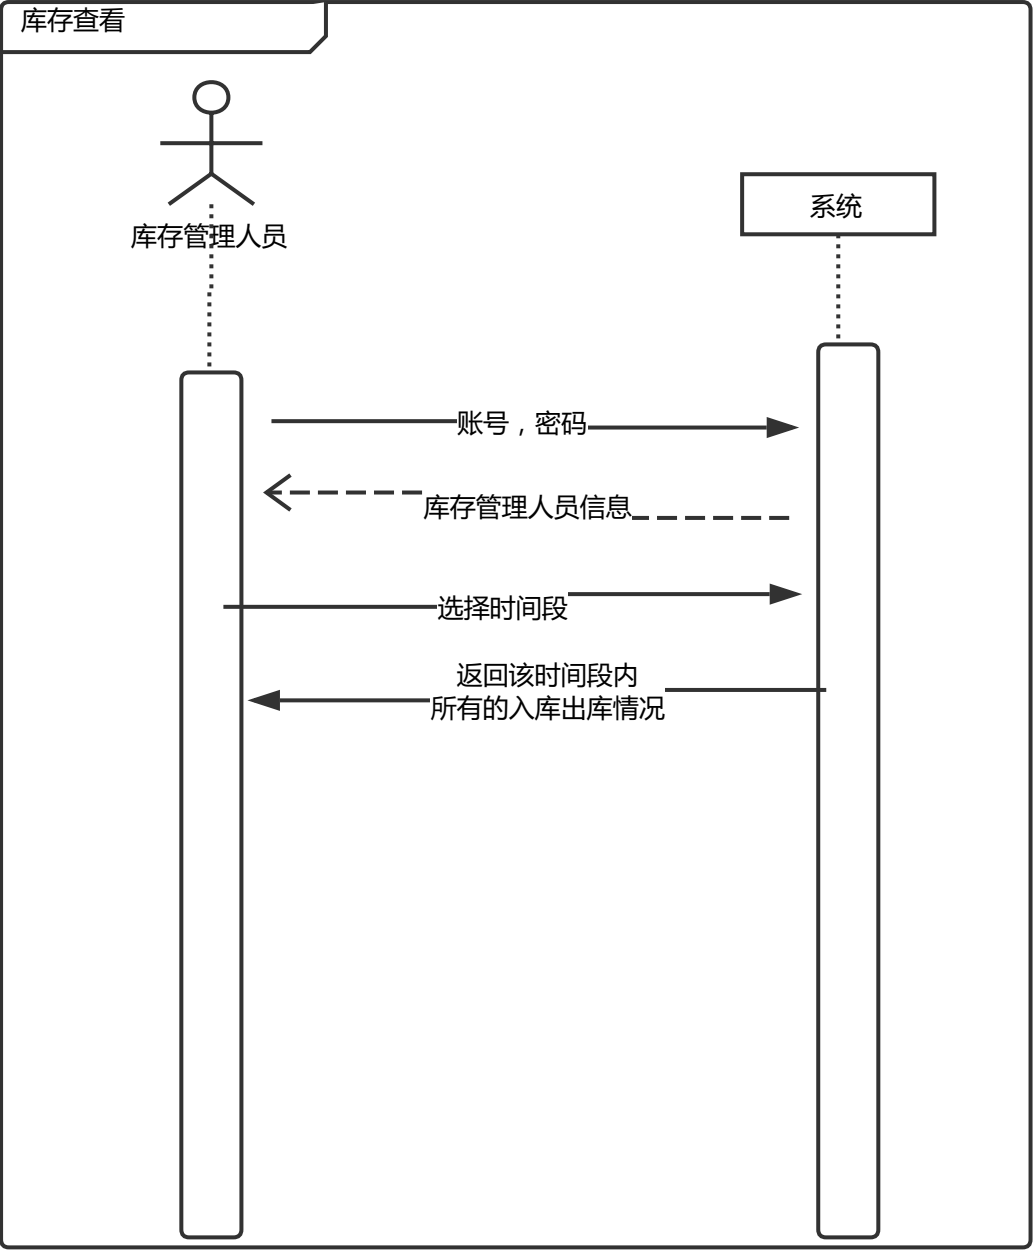 库存查看
库存管理人员
系统
账号，密码
库存管理人员信息
选择时间段
返回该时间段内
所有的入库出库情况